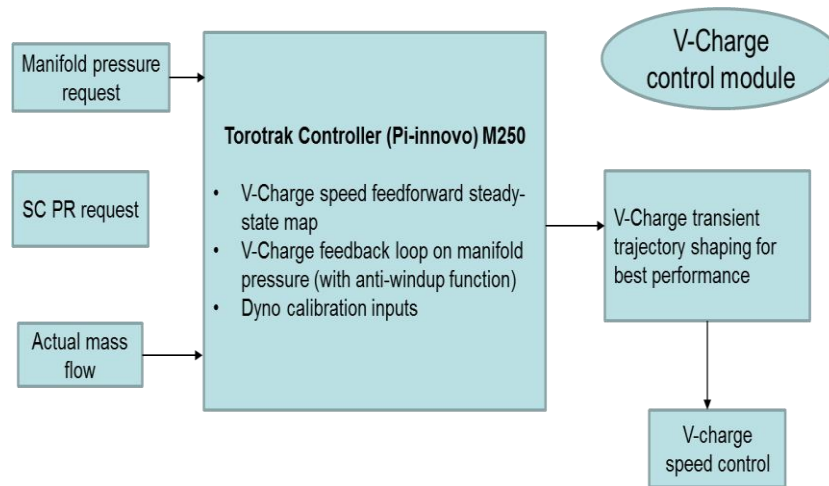 Manifold pressure
request
SC PR request
Actual mass
flow
Torotrak Controller (Pi-innovo) M250
• V-Charge speed feedforward steady-
state map
• V-Charge feedback loop on manifold
pressure (with anti-windup function)
• Dyno calibration inputs
V-Charge
control module
V-Charge transient
trajectory shaping for
best performance
V-charge
speed control